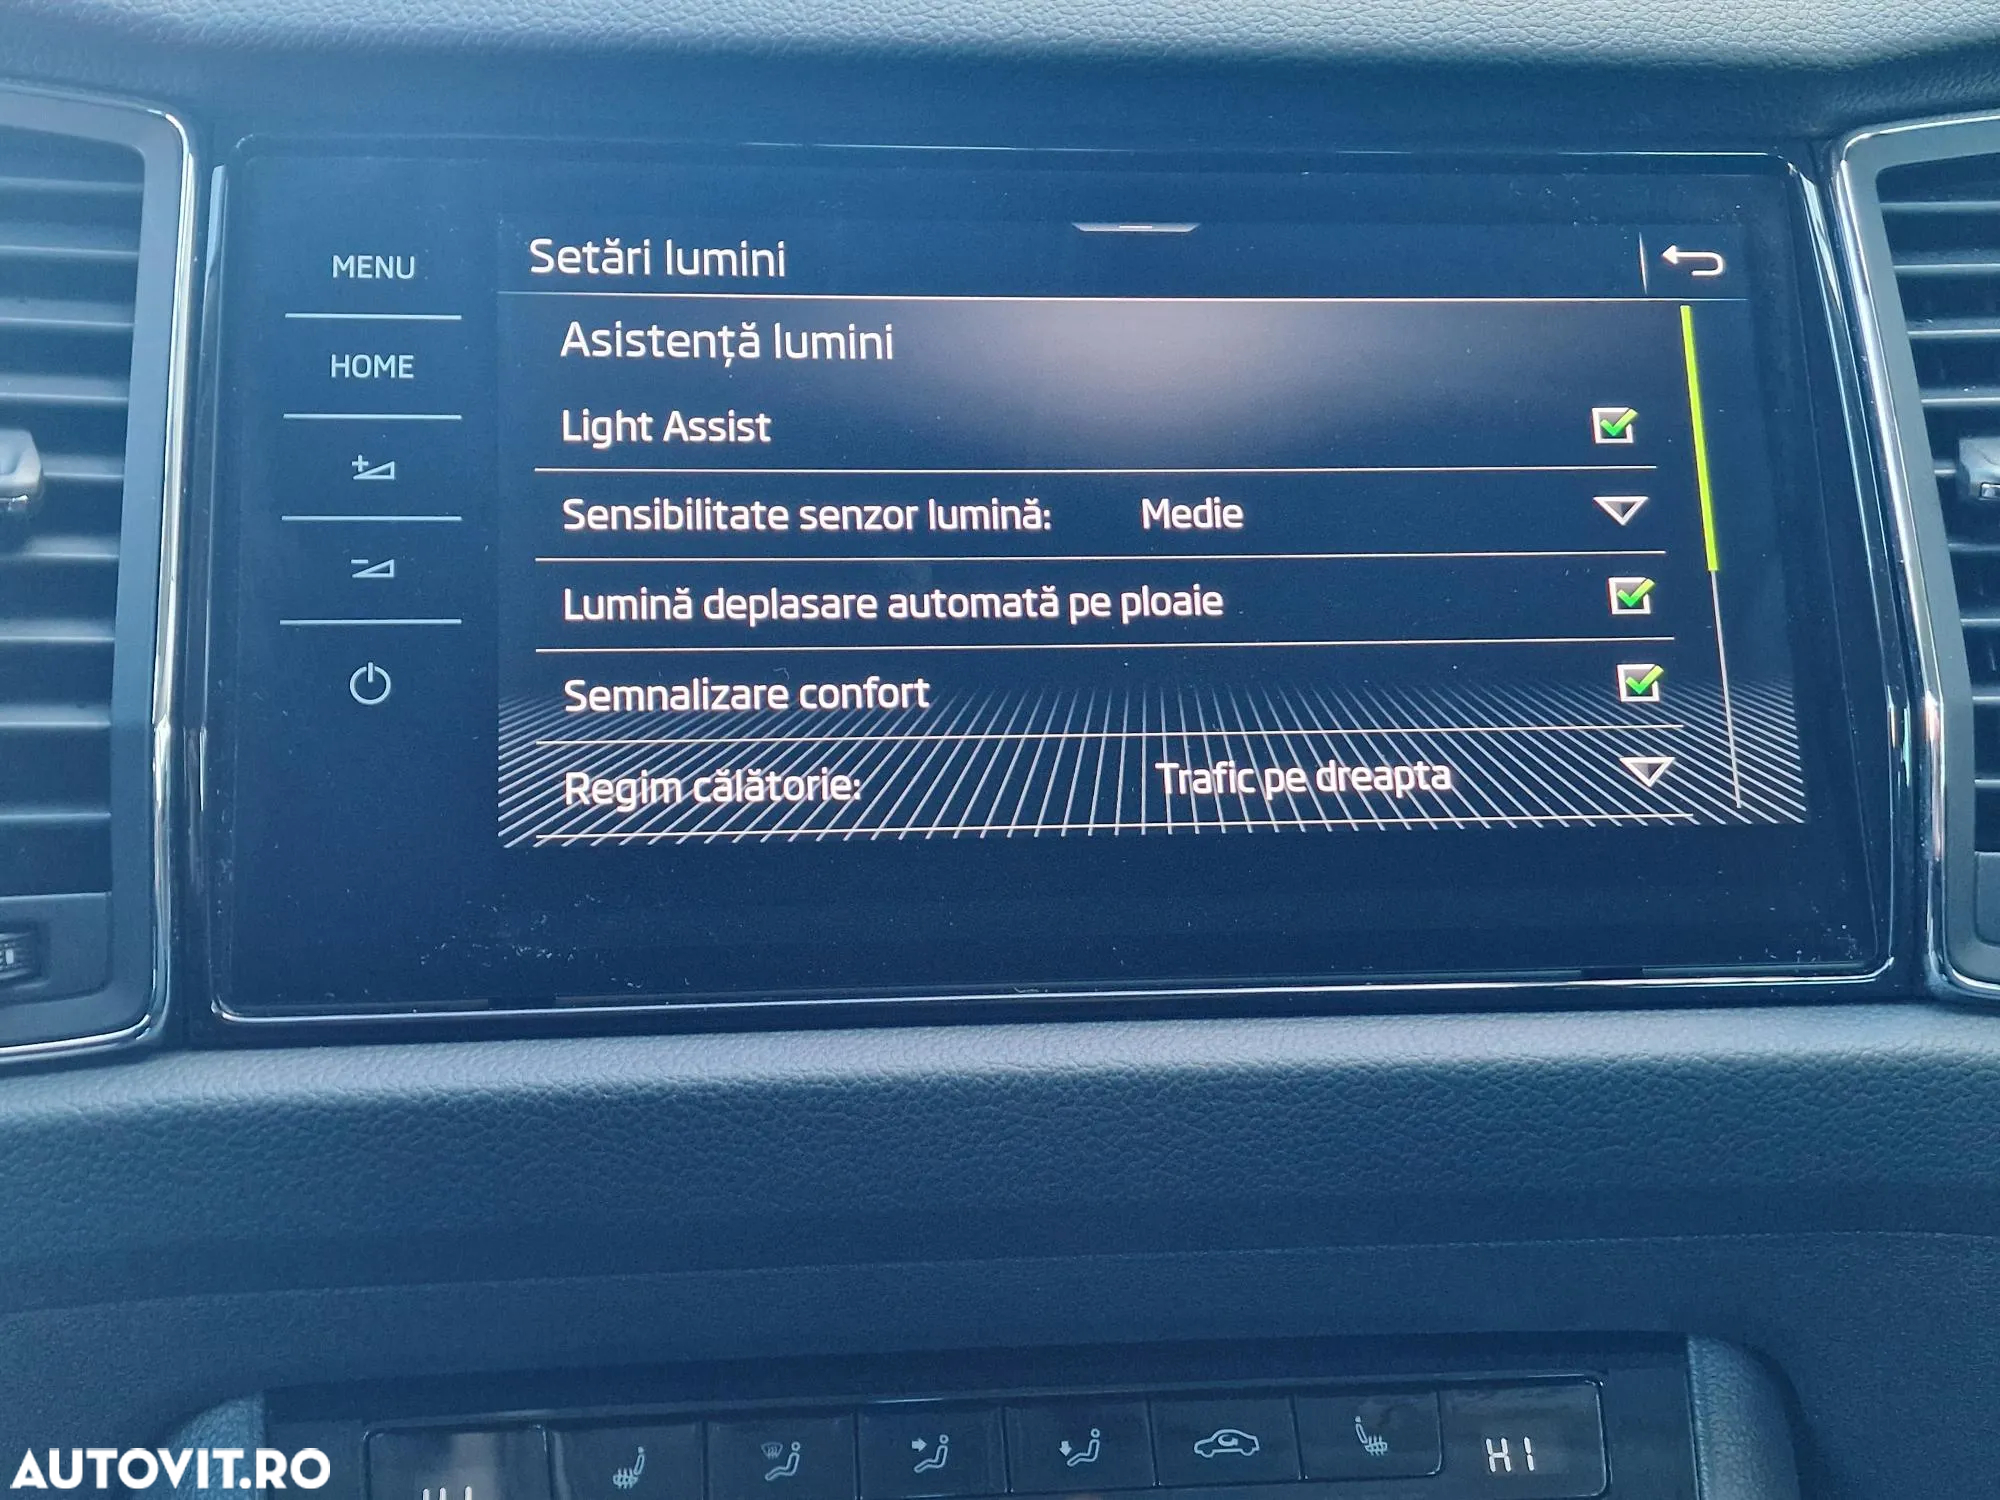 MENU
HOME
Setări lumini
Asistență lumini
Light Assist
Sensibilitate senzor lumină: Medie
Lumină deplasare automată pe ploaie
Semnalizare confort
Regim călătorie: Trafic pe dreapta
HI
AUTOVIT.RO